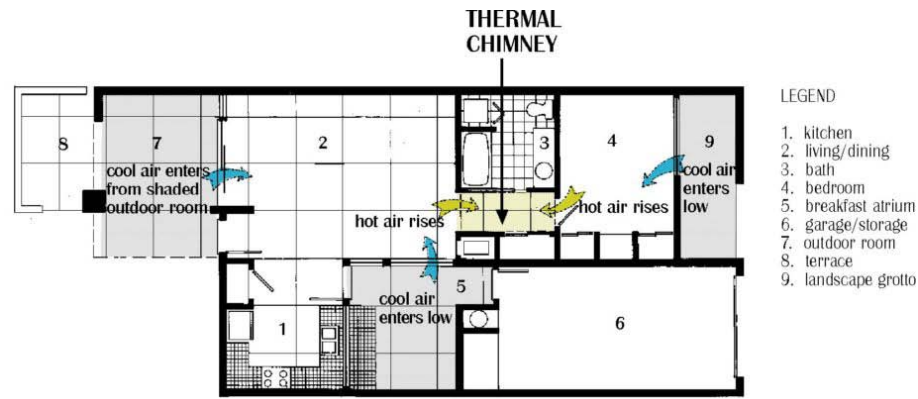 THERMAL
CHIMNEY
LEGEND
1. kitchen
2. living/dining
3. bath
4. bedroom
5. breakfast atrium
6. garage/storage
7. outdoor room
8. terrace
9. landscape grotto
8
7
2
3
4
9
cool air enters
from shaded
outdoor room
cool air
enters
low
hot air rises
hot air rises
5
cool air
enters low
1
6